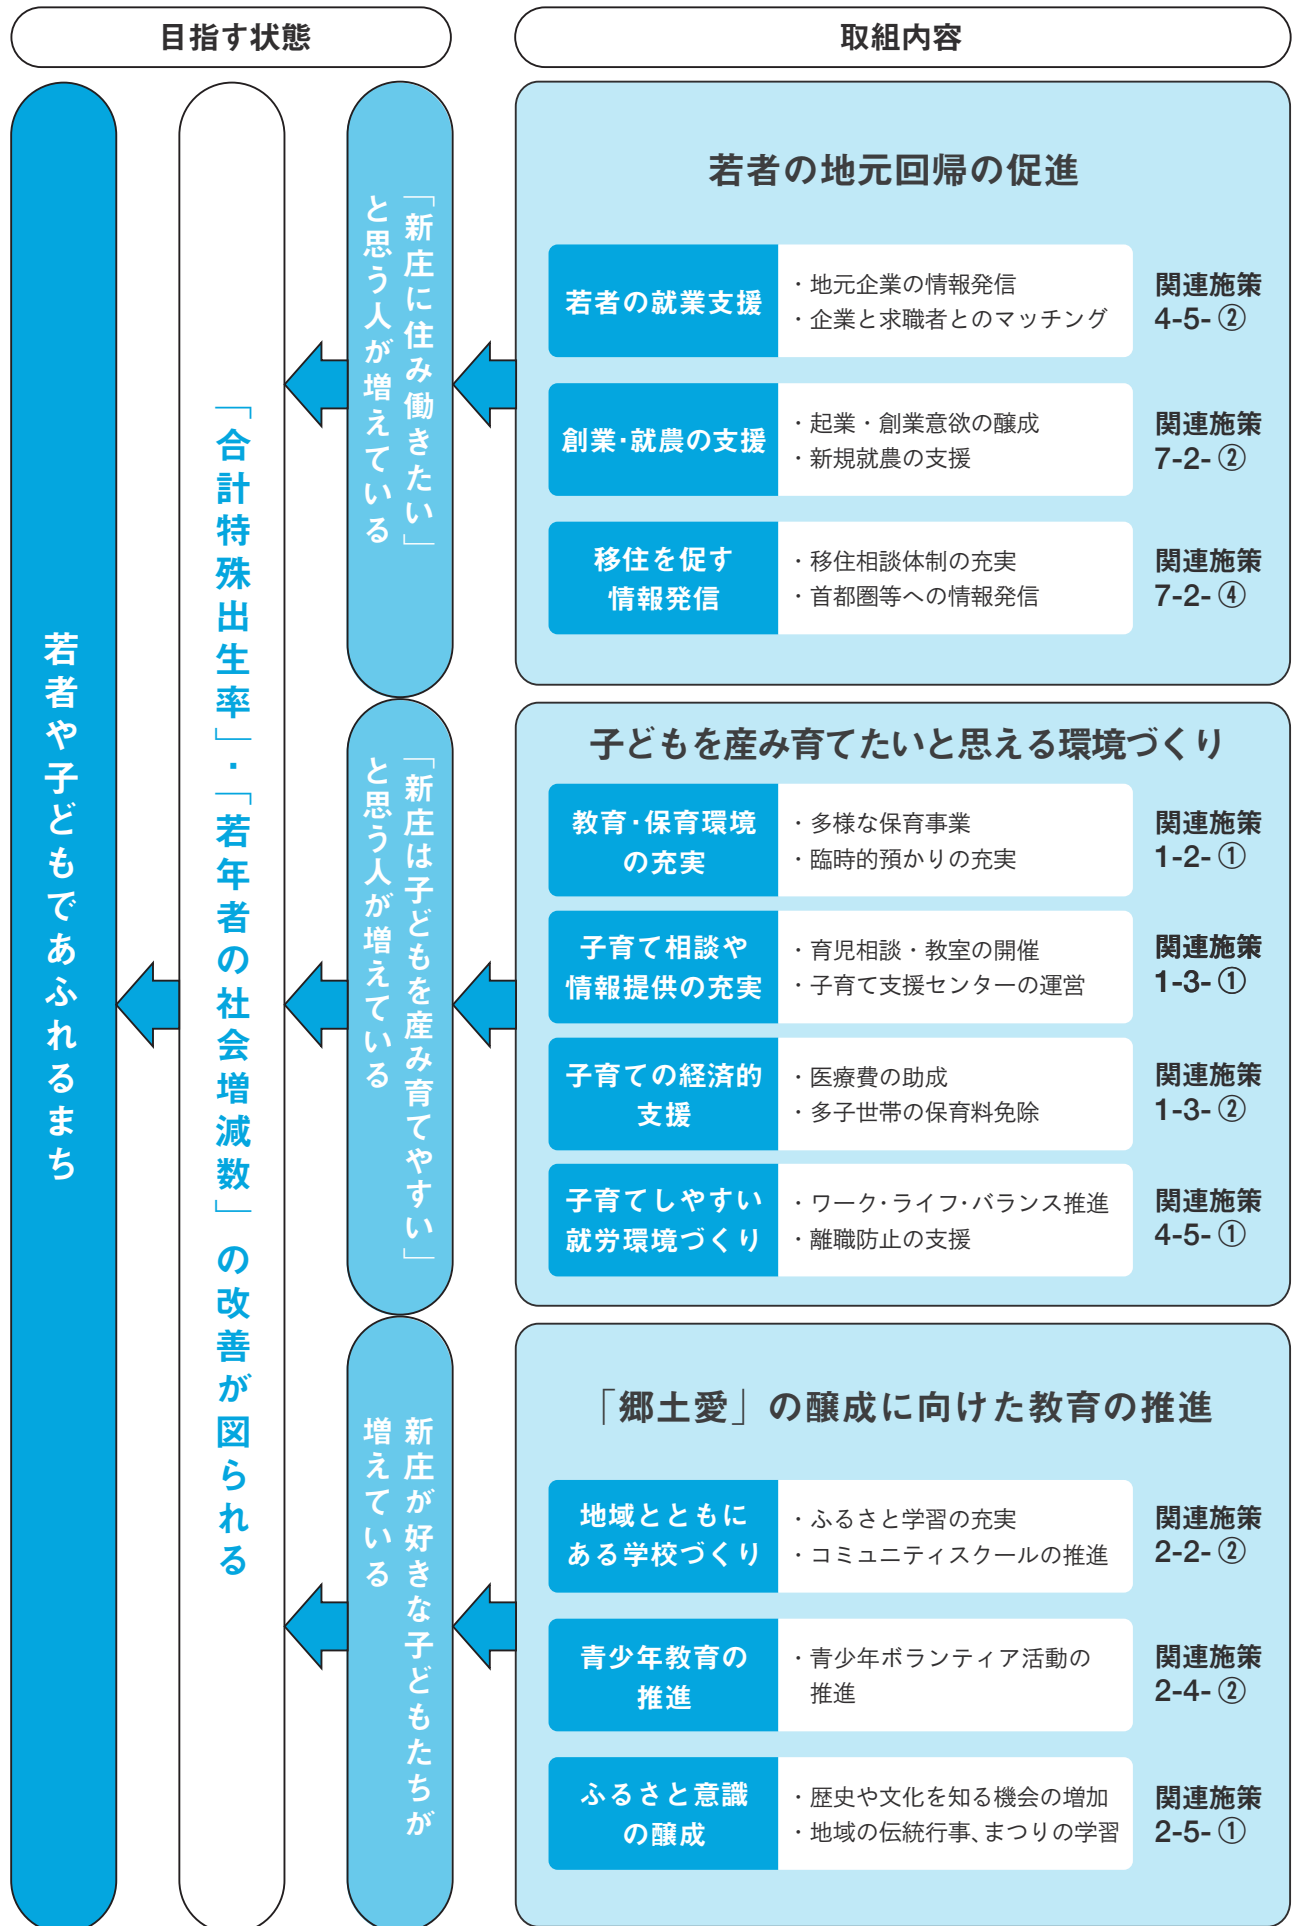 目指す状態
取組内容
若者や子どもであふれるまち
「合計特殊出生率」・「若年者の社会増減数」の改善が図られる
「新庄に住み働きたい」
と思う人が増えている
若者の地元回帰の促進
若者の就業支援
・地元企業の情報発信
・企業と求職者とのマッチング
関連施策
4-5-②
創業・就農の支援
・起業・創業意欲の醸成
・新規就農の支援
関連施策
7-2-②
移住を促す
情報発信
・移住相談体制の充実
・首都圏等への情報発信
関連施策
7-2-④
「新庄は子どもを産み育てやすい」
と思う人が増えている
子どもを産み育てたいと思える環境づくり
教育・保育環境
の充実
・多様な保育事業
・臨時的預かりの充実
関連施策
1-2-①
子育て相談や
情報提供の充実
・育児相談・教室の開催
・子育て支援センターの運営
関連施策
1-3-①
子育ての経済的
支援
・医療費の助成
・多子世帯の保育料免除
関連施策
1-3-②
子育てしやすい
就労環境づくり
・ワーク・ライフ・バランス推進
・離職防止の支援
関連施策
4-5-①
新庄が好きな子どもたちが
増えている
「郷土愛」の醸成に向けた教育の推進
地域とともに
ある学校づくり
・ふるさと学習の充実
・コミュニティスクールの推進
関連施策
2-2-②
青少年教育の
推進
・青少年ボランティア活動の
推進
関連施策
2-4-②
ふるさと意識
の醸成
・歴史や文化を知る機会の増加
・地域の伝統行事、まつりの学習
関連施策
2-5-①